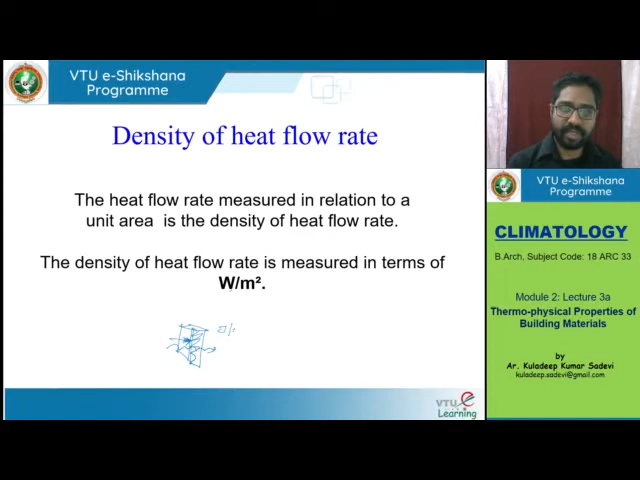 VTU e-Shikshana
Programme
Density of heat flow rate
The heat flow rate measured in relation to a
unit area is the density of heat flow rate.
The density of heat flow rate is measured in terms of
W/m².
VTU e
Learning
VTU e-Shikshana
Programme
CLIMATOLOGY
B.Arch, Subject Code: 18 ARC 33
Module 2: Lecture 3a
Thermo-physical Properties of
Building Materials
by
Ar. Kuladeep Kumar Sadevi
kuladeep.sadevi@gmail.com